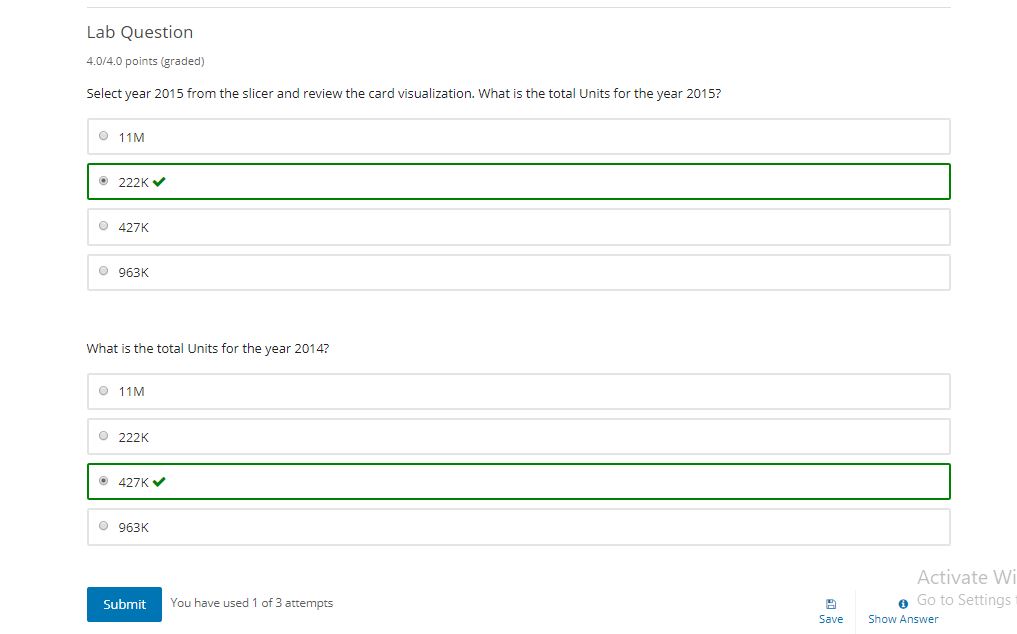 Lab Question
4.0/4.0 points (graded)
Select year 2015 from the slicer and review the card visualization. What is the total Units for the year 2015?
11M
222K
427K
963K
What is the total Units for the year 2014?
11M
222K
427K
963K
Activate Wi
Submit
You have used 1 of 3 attempts
Go to Settings
Save
Show Answer